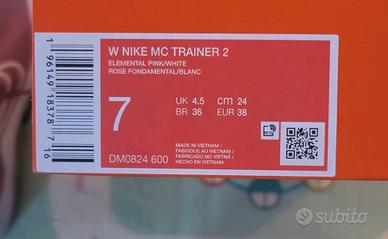 W NIKE MC TRAINER 2
ELEMENTAL PINK/WHITE
ROSE FONDAMENTAL/BLANC
7
UK 4.5 cm 24
BR 36 EUR 38
MADE IN VIETNAM /
FABRIQUE AU VIETNAM /
FABRICADO NO VIETNÃ /
HECHO EN VIETNAM
DM0824 600
1 96149 18378 7 16
subito